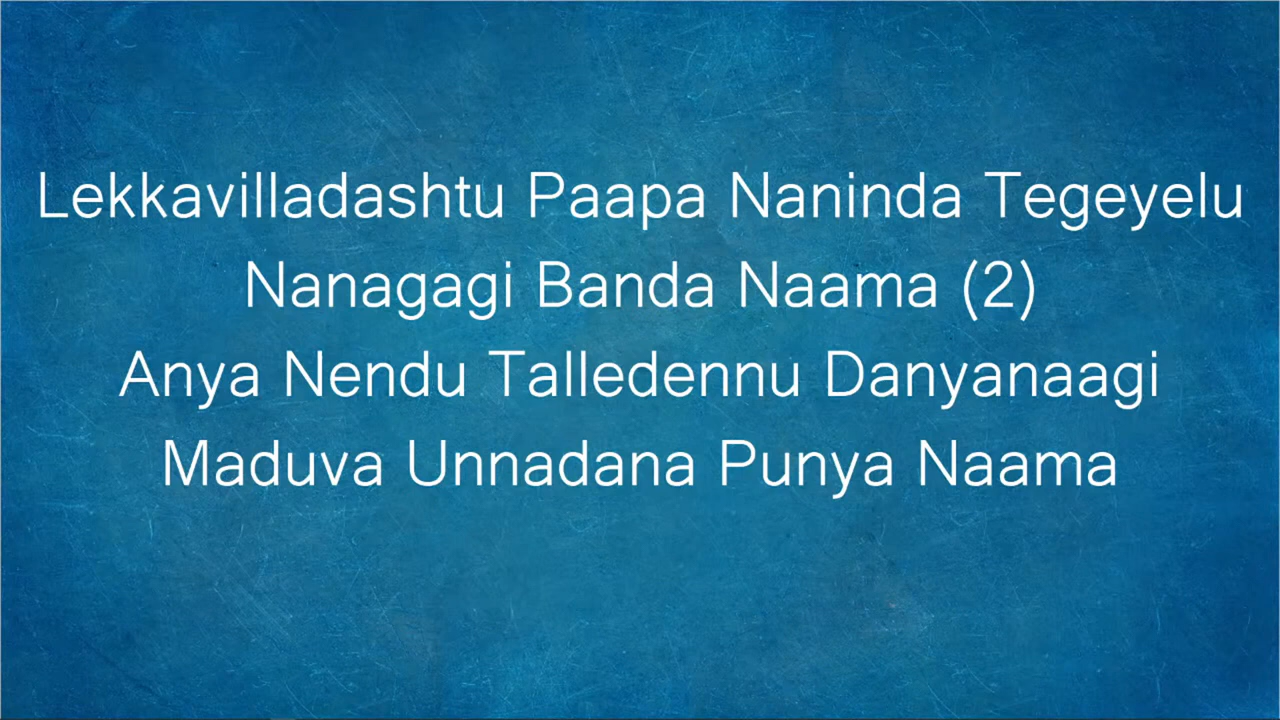 Lekkavilladashtu Paapa Naninda Tegeyelu
Nanagagi Banda Naama (2)
Anya Nendu Talledennu Danyanaagi
Maduva Unnadana Punya Naama